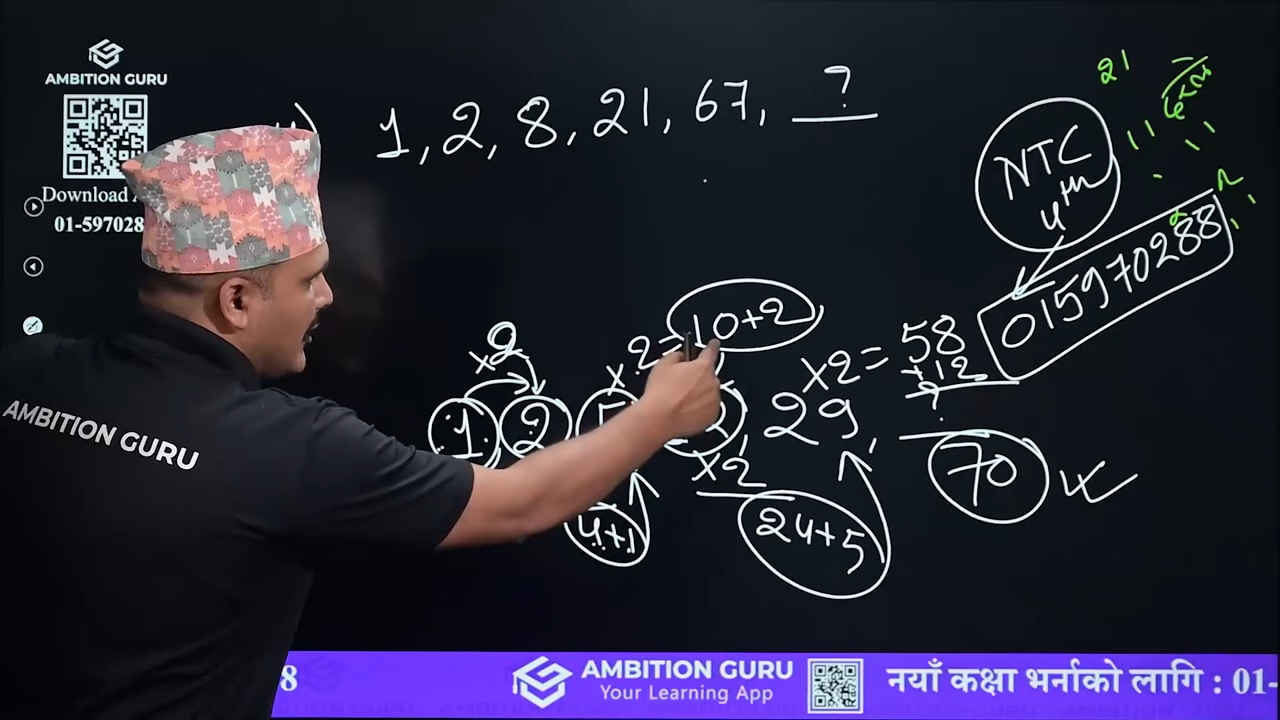 AMBITION GURU
Download
01-597028
1, 2, 8, 21, 67, ?
21
NTC
4th
015970288
×2
×2 = 10+2
×2 = 58
+12
1 2 29,
×2
4+1
24+5
70
AMBITION GURU
8
AMBITION GURU
Your Learning App
नयाँ कक्षा भर्नाको लागि : 01-